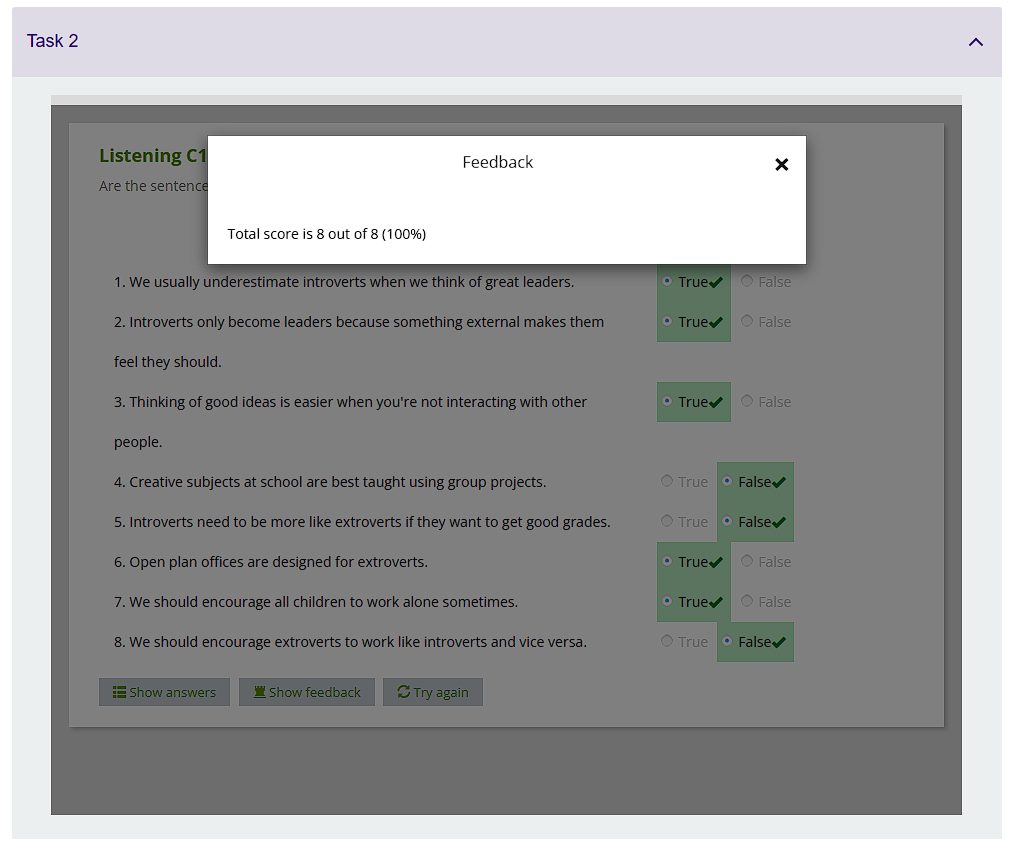 Task 2
Listening C1
Are the sentence
Feedback
Total score is 8 out of 8 (100%)
1. We usually underestimate introverts when we think of great leaders. True False
2. Introverts only become leaders because something external makes them True False
feel they should.
3. Thinking of good ideas is easier when you're not interacting with other True False
people.
4. Creative subjects at school are best taught using group projects. True False
5. Introverts need to be more like extroverts if they want to get good grades. True False
6. Open plan offices are designed for extroverts. True False
7. We should encourage all children to work alone sometimes. True False
8. We should encourage extroverts to work like introverts and vice versa. True False
Show answers Show feedback Try again